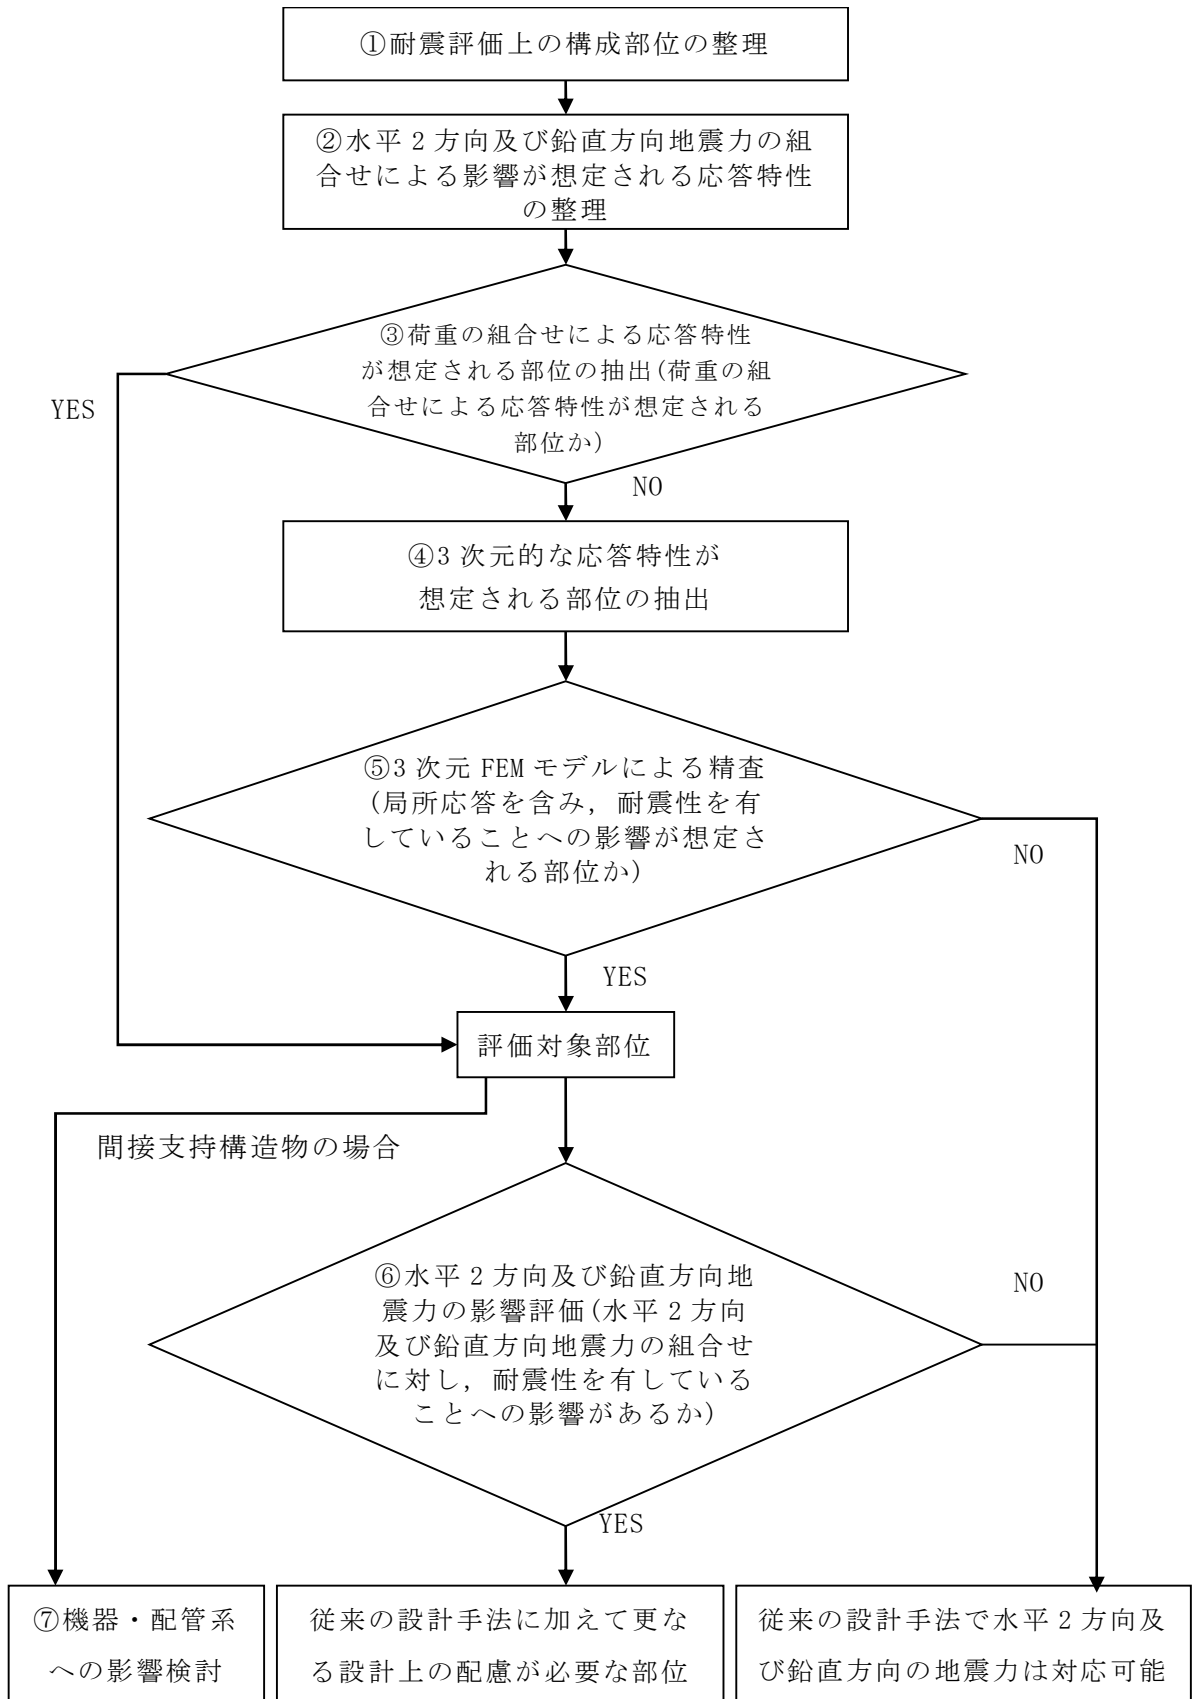 ①耐震評価上の構成部位の整理
②水平2方向及び鉛直方向地震力の組
合せによる影響が想定される応答特性
の整理
③荷重の組合せによる応答特性
が想定される部位の抽出(荷重の組
合せによる応答特性が想定される
部位か)
YES
NO
④3次元的な応答特性が
想定される部位の抽出
⑤3次元FEMモデルによる精査
(局所応答を含み，耐震性を有
していることへの影響が想定さ
れる部位か)
NO
YES
評価対象部位
間接支持構造物の場合
⑥水平2方向及び鉛直方向地
震力の影響評価(水平2方向
及び鉛直方向地震力の組合せ
に対し，耐震性を有している
ことへの影響があるか)
NO
YES
⑦機器・配管系
への影響検討
従来の設計手法に加えて更な
る設計上の配慮が必要な部位
従来の設計手法で水平2方向及
び鉛直方向の地震力は対応可能